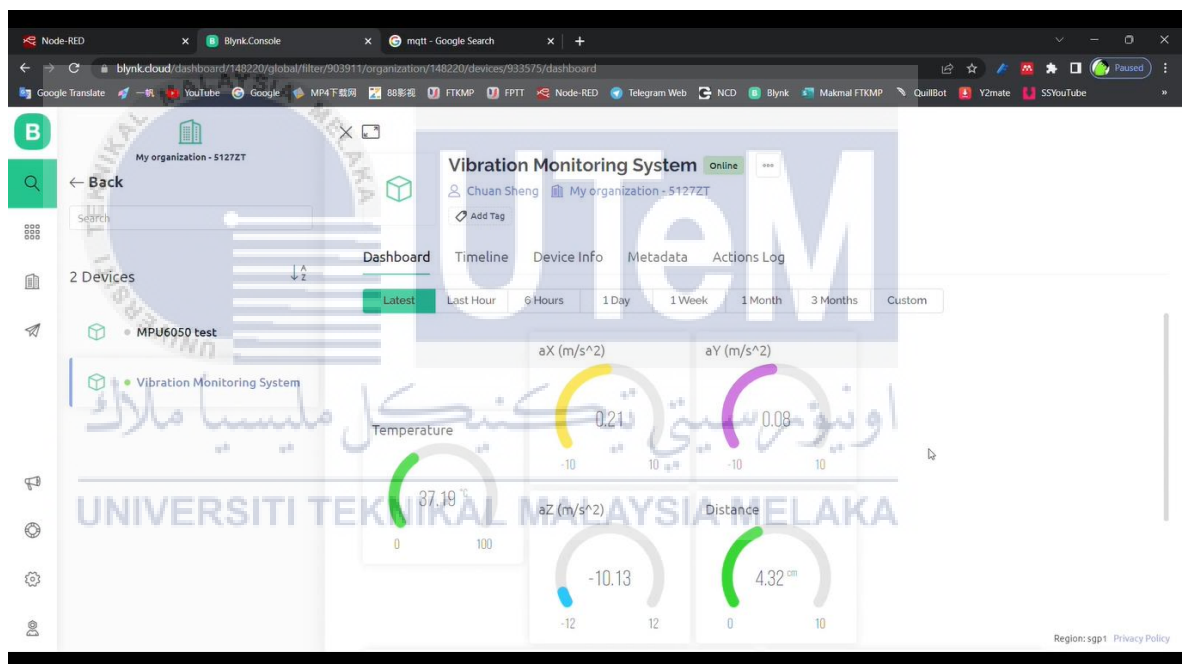 Node-RED
Blynk.Console
mqtt - Google Search
blynk.cloud/dashboard/148220/global/filter/903911/organization/148220/devices/933575/dashboard
Paused
Google Translate
一帆
YouTube
Google
MP4下载网
88影视
FTKMP
FPTT
Node-RED
Telegram Web
NCD
Blynk
Makmal FTKMP
QuillBot
Y2mate
SSYouTube
»
B
My organization - 5127ZT
Back
Search
2 Devices
MPU6050 test
Vibration Monitoring System
Vibration Monitoring System Online
Chuan Sheng My organization - 5127ZT
Add Tag
Dashboard Timeline Device Info Metadata Actions Log
Latest Last Hour 6 Hours 1 Day 1 Week 1 Month 3 Months Custom
Temperature
37.19 °C
0 100
aX (m/s^2)
0.21
-10 10
aY (m/s^2)
0.08
-10 10
aZ (m/s^2)
-10.13
-12 12
Distance
4.32 cm
0 10
Region: sgp1 Privacy Policy
UTeM
اونيۏرسيتي تيكنيكل مليسيا ملاك
UNIVERSITI TEKNIKAL MALAYSIA MELAKA